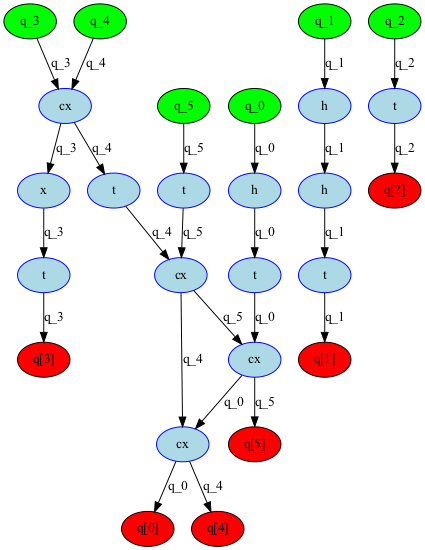 q_3 q_4 q_1 q_2
q_3 q_4 q_1 q_2
cx q_5 q_0 h t
q_3 q_4 q_5 q_0 q_1 q_2
x t t h h q[2]
q_3 q_4 q_5 q_0 q_1
t cx t t
q_3 q_5 q_0 q_1
q[3] q_4 cx q[1]
q_0 q_5
cx q[5]
q_0 q_4
q[0] q[4]